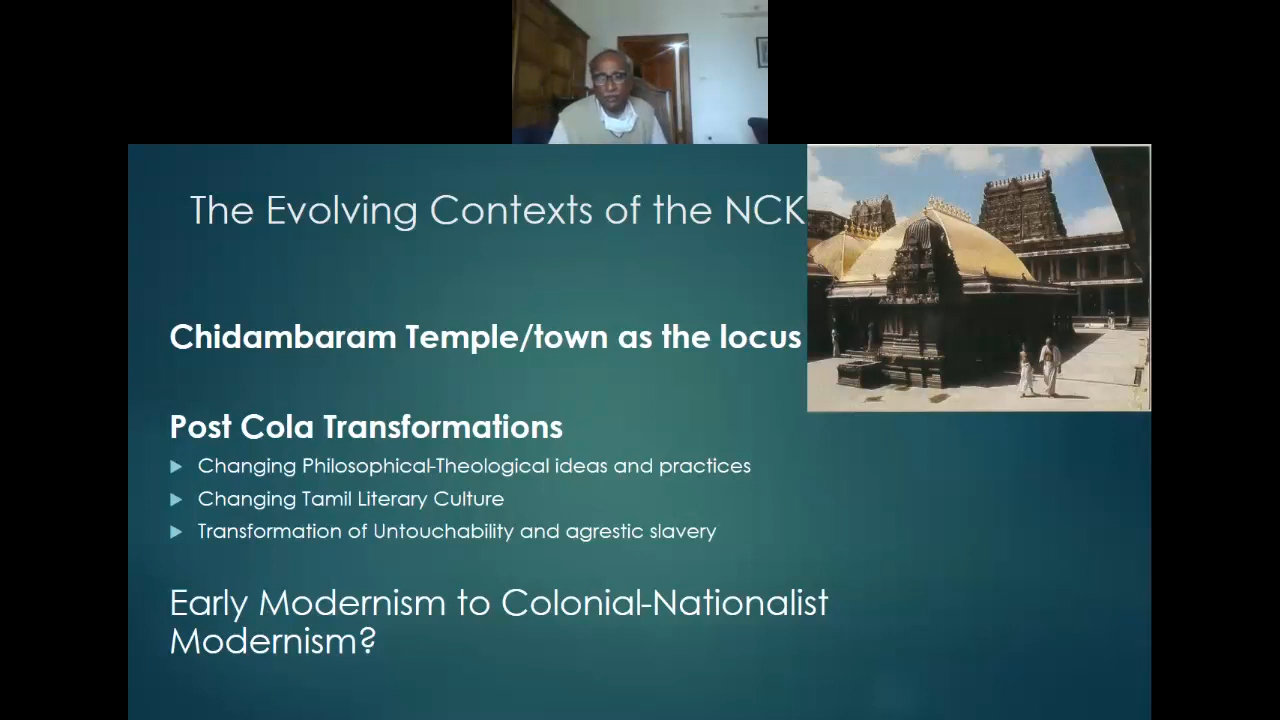 The Evolving Contexts of the NCK
Chidambaram Temple/town as the locus
Post Cola Transformations
Changing Philosophical-Theological ideas and practices
Changing Tamil Literary Culture
Transformation of Untouchability and agrestic slavery
Early Modernism to Colonial-Nationalist
Modernism?